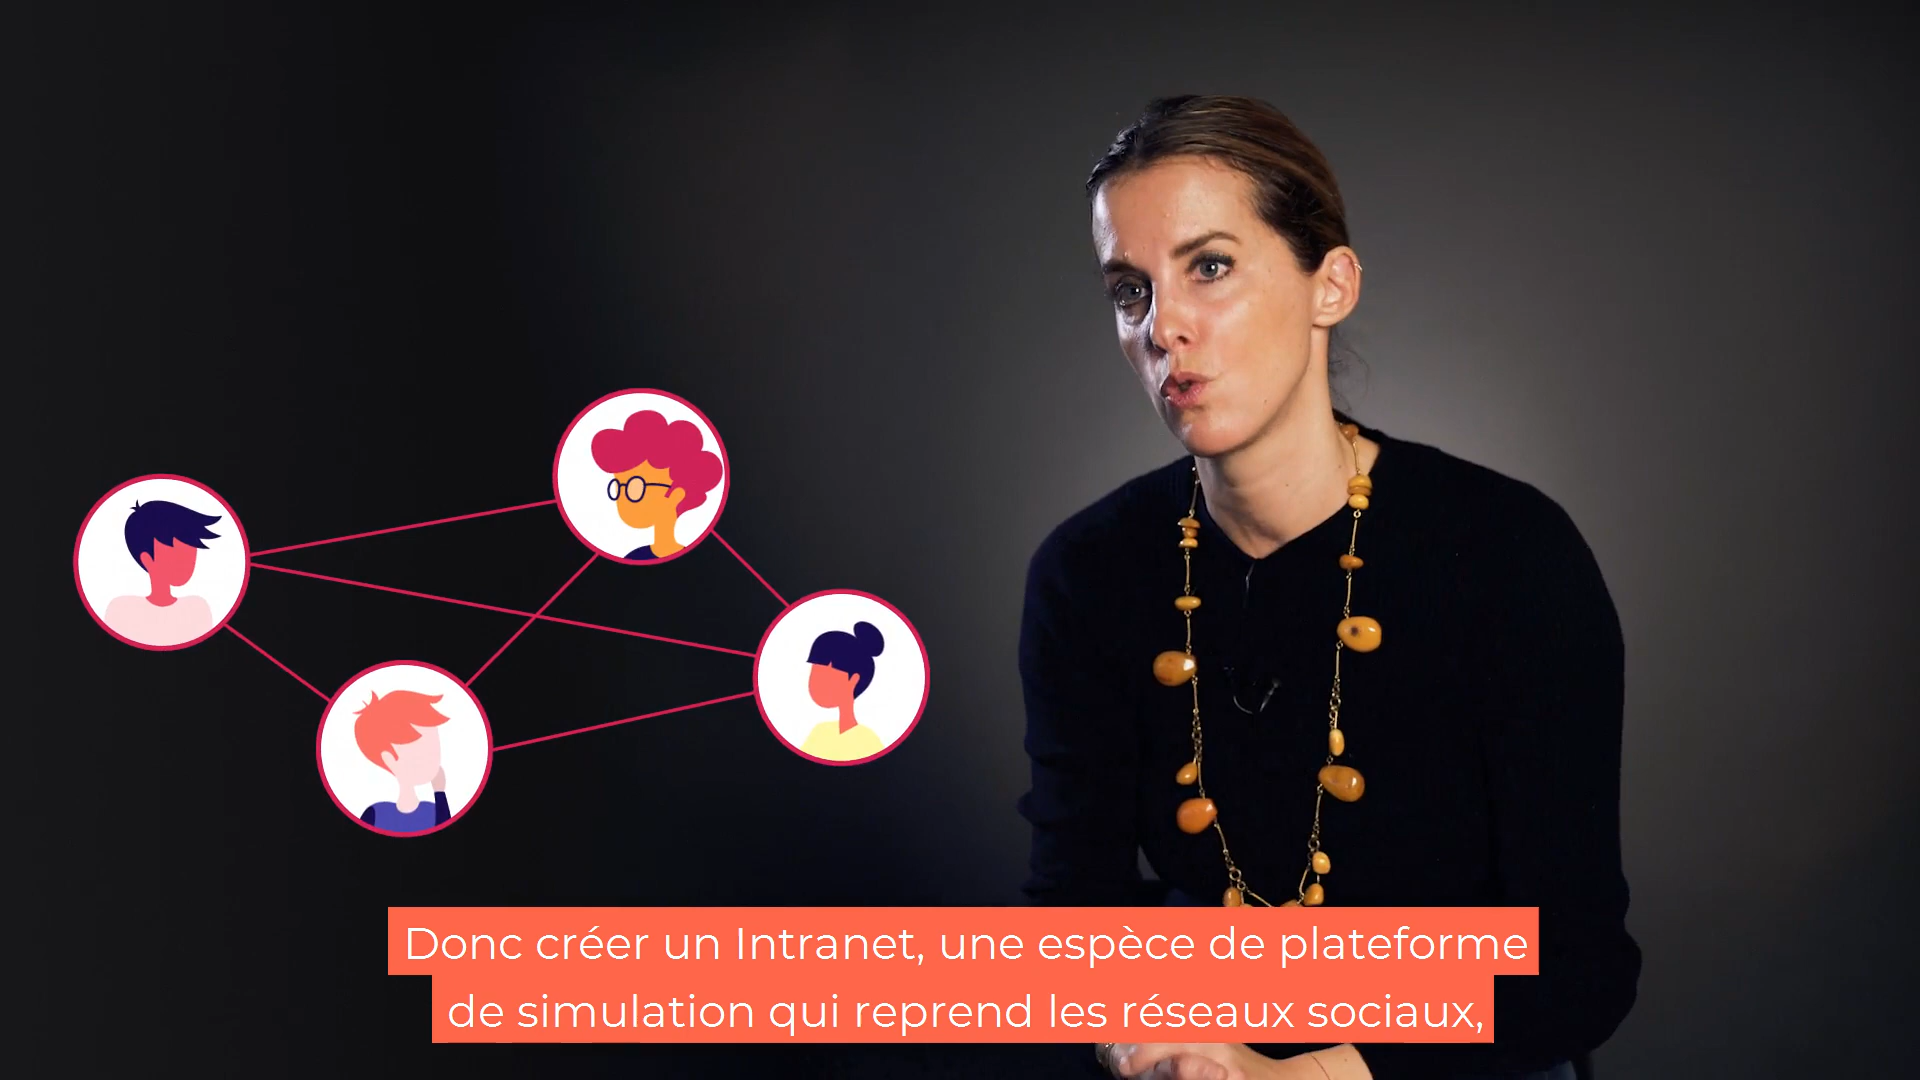 Donc créer un Intranet, une espèce de plateforme
de simulation qui reprend les réseaux sociaux,